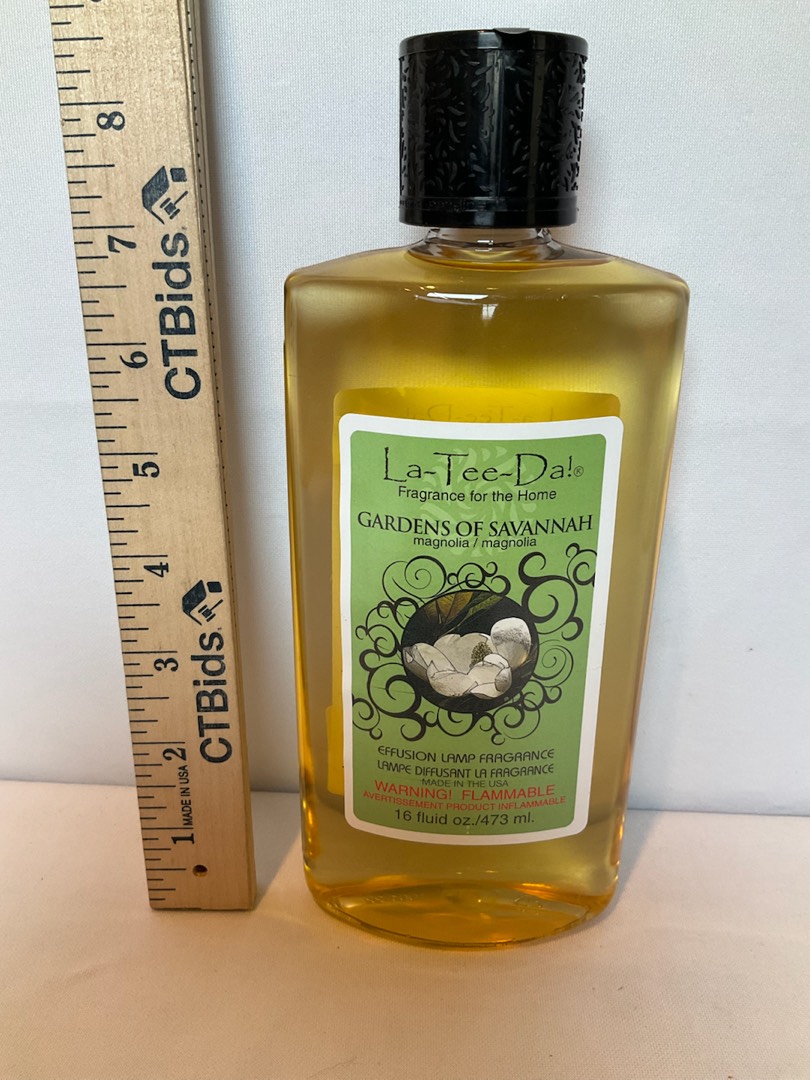 8
7
6
5
4
3
2
1
CTBids
CTBids
MADE IN USA
La-Tee-Da!®
Fragrance for the Home
GARDENS OF SAVANNAH
magnolia / magnolia
EFFUSION LAMP FRAGRANCE
LAMPE DIFFUSANT LA FRAGRANCE
MADE IN THE USA
WARNING! FLAMMABLE
AVERTISSEMENT PRODUCT INFLAMMABLE
16 fluid oz./473 ml.